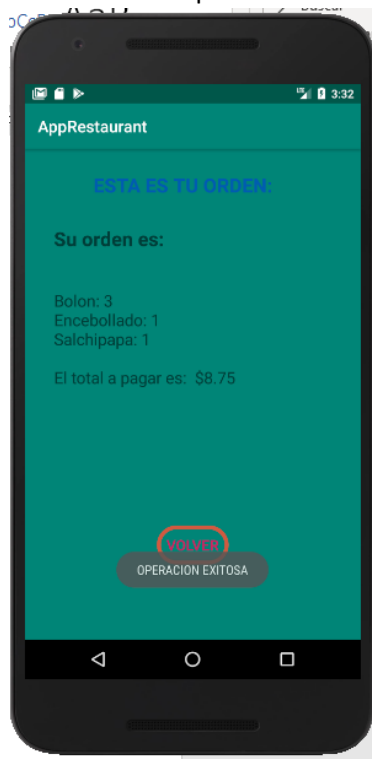 Buscar
3:32
AppRestaurant
ESTA ES TU ORDEN:
Su orden es:
Bolon: 3
Encebollado: 1
Salchipapa: 1
El total a pagar es: $8.75
VOLVER
OPERACION EXITOSA